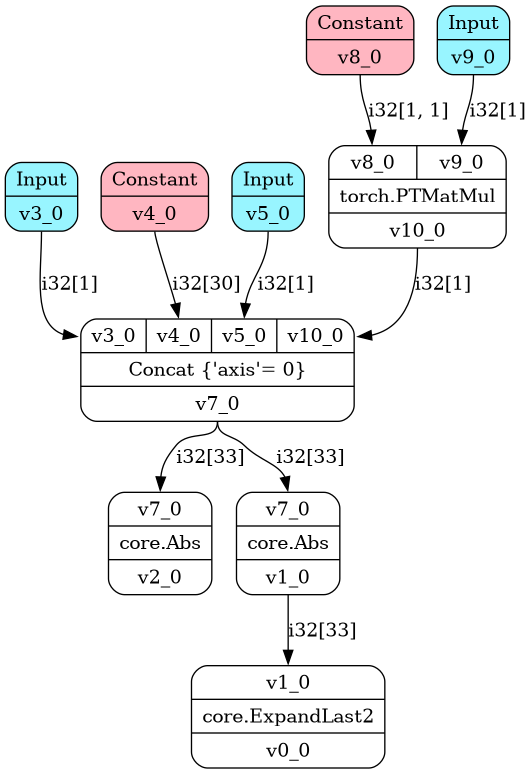 Constant
v8_0
Input
v9_0
i32[1, 1]
i32[1]
v8_0
v9_0
torch.PTMatMul
v10_0
Input
v3_0
Constant
v4_0
Input
v5_0
i32[1]
i32[30]
i32[1]
i32[1]
v3_0
v4_0
v5_0
v10_0
Concat {'axis'= 0}
v7_0
i32[33]
i32[33]
v7_0
core.Abs
v2_0
v7_0
core.Abs
v1_0
i32[33]
v1_0
core.ExpandLast2
v0_0